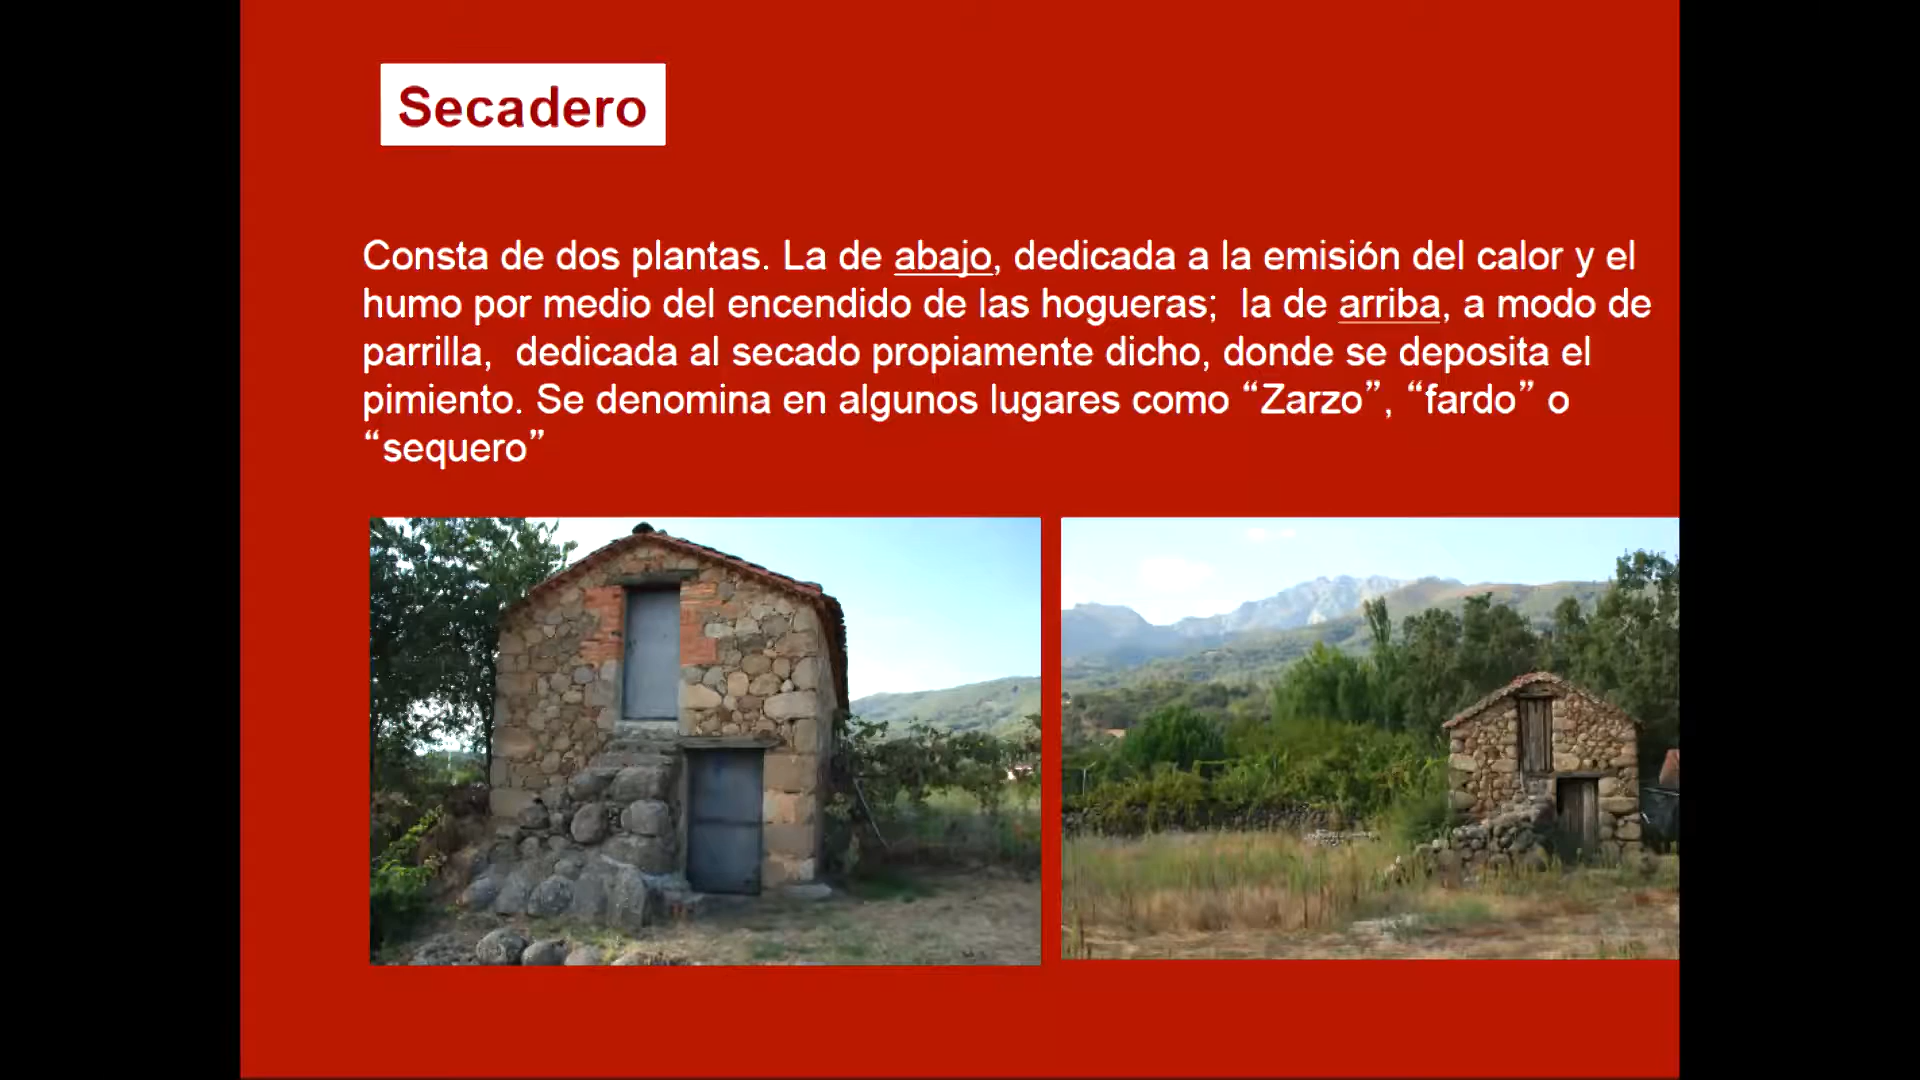 Secadero
Consta de dos plantas. La de abajo, dedicada a la emisión del calor y el
humo por medio del encendido de las hogueras;  la de arriba, a modo de
parrilla,  dedicada al secado propiamente dicho, donde se deposita el
pimiento. Se denomina en algunos lugares como “Zarzo”, “fardo” o
“sequero”